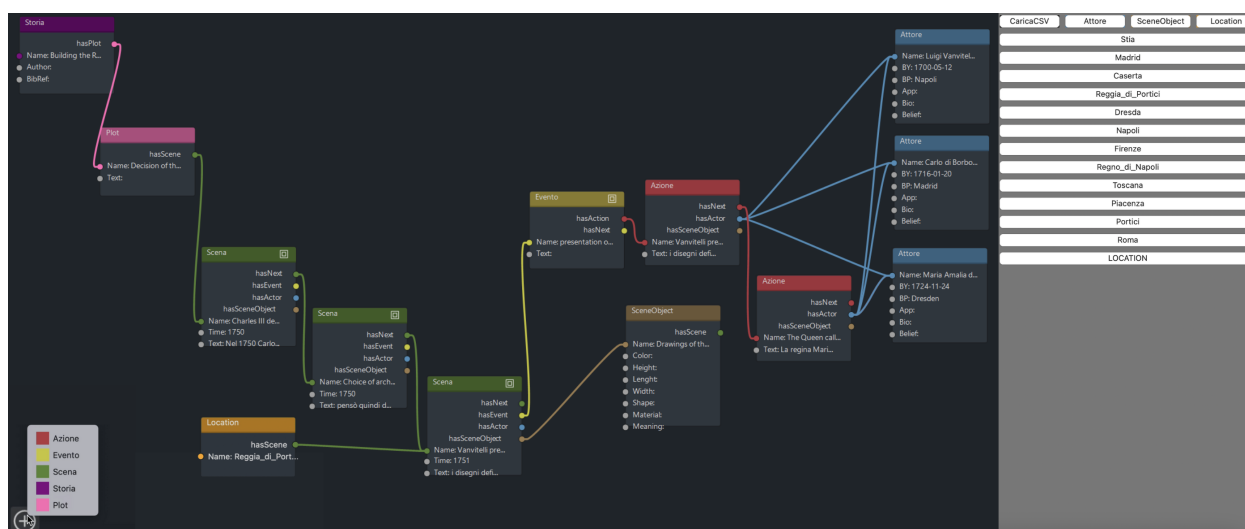 Storia
hasPlot
Name: Building the R...
Author:
BibRef:
Plot
hasScene
Name: Decision of th...
Text:
Scena
hasNext
hasEvent
hasActor
hasSceneObject
Name: Charles III de...
Time: 1750
Text: Nel 1750 Carlo...
Scena
hasNext
hasEvent
hasActor
hasSceneObject
Name: Choice of arch...
Time: 1750
Text: pensò quindi d...
Location
hasScene
Name: Reggia_di_Port...
Scena
hasNext
hasEvent
hasActor
hasSceneObject
Name: Vanvitelli pre...
Time: 1751
Text: i disegni defi...
Evento
hasAction
hasNext
Name: presentation o...
Text:
Azione
hasNext
hasActor
hasSceneObject
Name: Vanvitelli pre...
Text: i disegni defi...
SceneObject
hasScene
Name: Drawings of th...
Color:
Height:
Lenght:
Width:
Shape:
Material:
Meaning:
Azione
hasNext
hasActor
hasSceneObject
Name: The Queen call...
Text: La regina Mari...
Attore
Name: Luigi Vanvitel...
BY: 1700-05-12
BP: Napoli
App:
Bio:
Belief:
Attore
Name: Carlo di Borbo...
BY: 1716-01-20
BP: Madrid
App:
Bio:
Belief:
Attore
Name: Maria Amalia d...
BY: 1724-11-24
BP: Dresden
App:
Bio:
Belief:
Azione
Evento
Scena
Storia
Plot
CaricaCSV Attore SceneObject Location
Stia
Madrid
Caserta
Reggia_di_Portici
Dresda
Napoli
Firenze
Regno_di_Napoli
Toscana
Piacenza
Portici
Roma
LOCATION